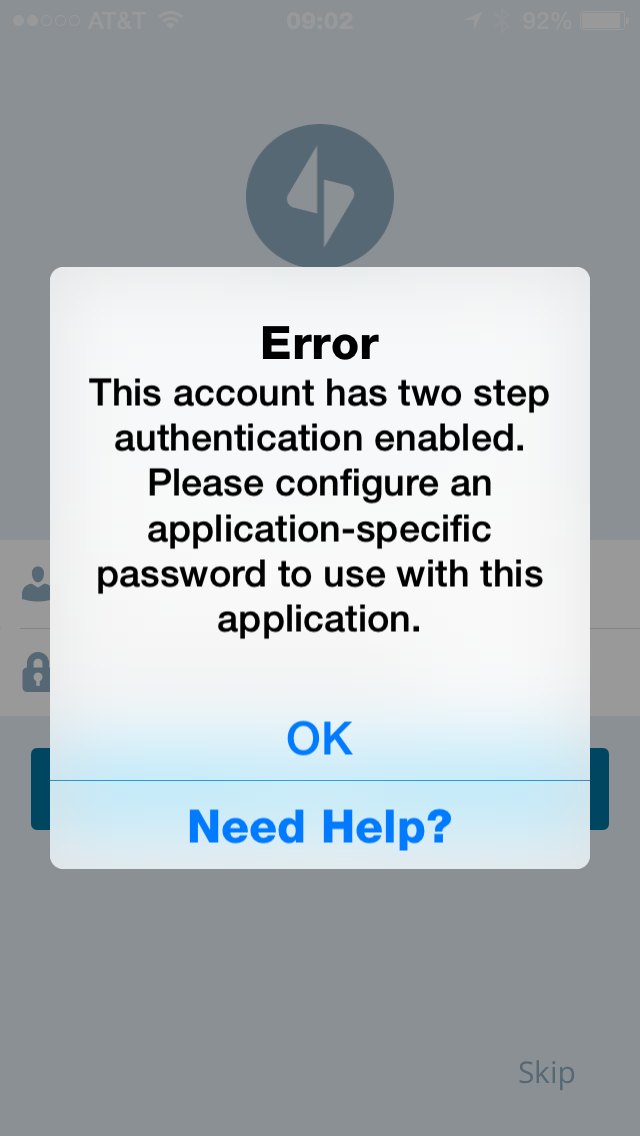 AT&T 09:02 92%
Error
This account has two step
authentication enabled.
Please configure an
application-specific
password to use with this
application.
OK
Need Help?
Skip